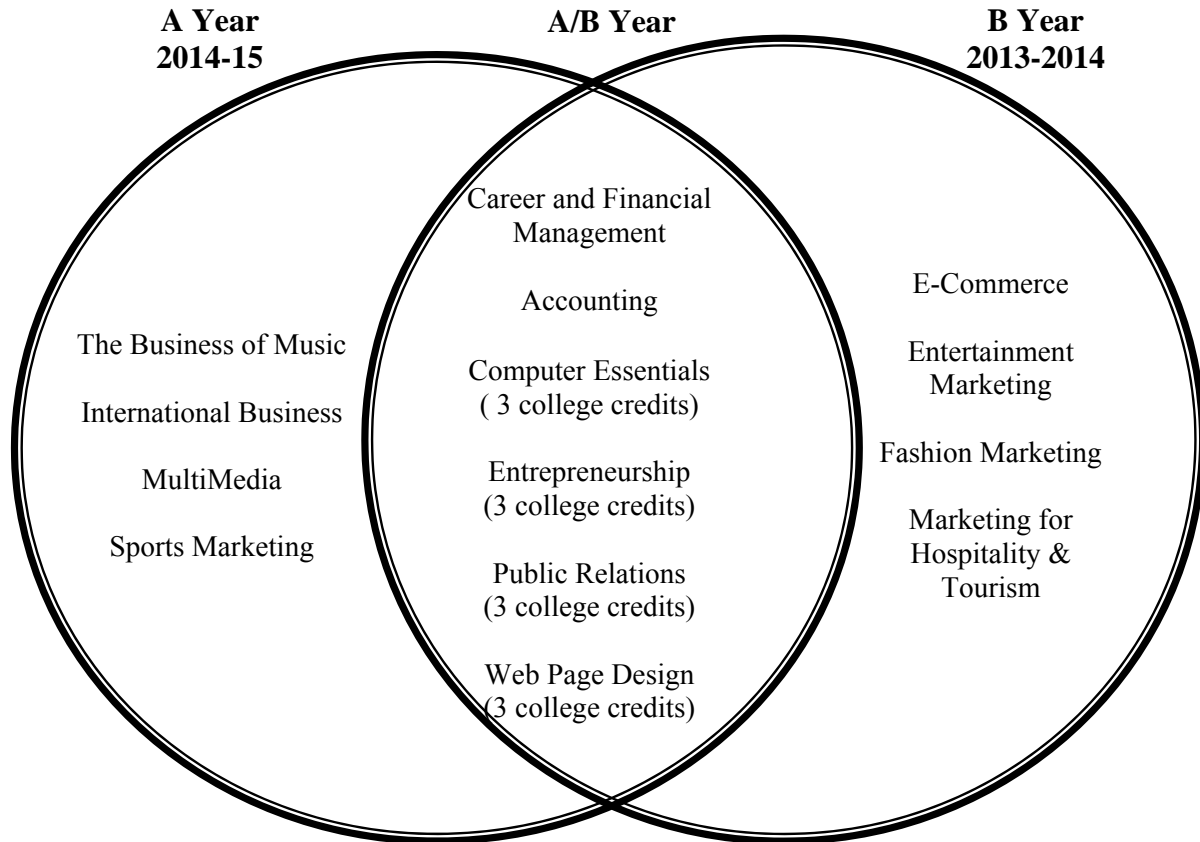 A Year
2014-15
A/B Year
B Year
2013-2014
The Business of Music
International Business
MultiMedia
Sports Marketing
Career and Financial
Management
Accounting
Computer Essentials
( 3 college credits)
Entrepreneurship
(3 college credits)
Public Relations
(3 college credits)
Web Page Design
(3 college credits)
E-Commerce
Entertainment
Marketing
Fashion Marketing
Marketing for
Hospitality &
Tourism